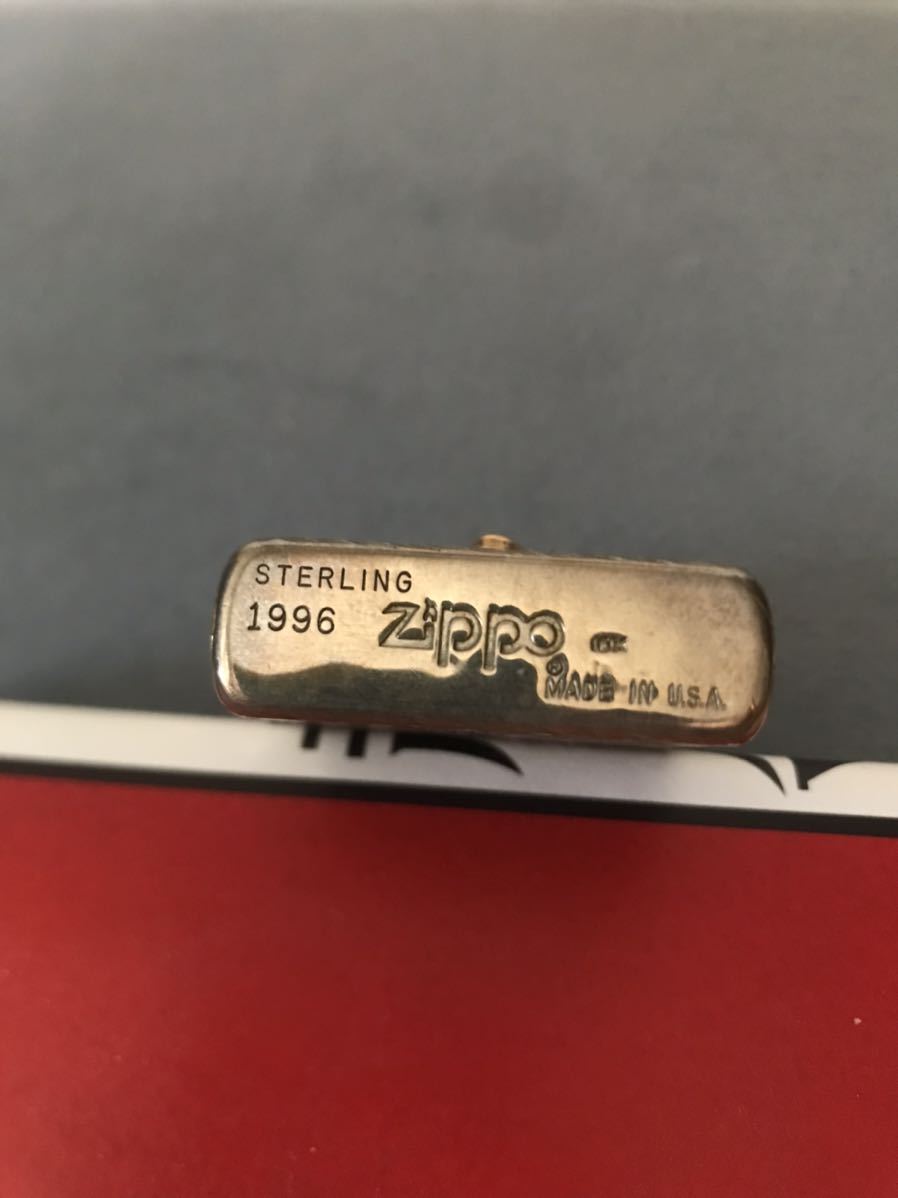 STERLING
1996 Zippo
® MADE IN U.S.A.